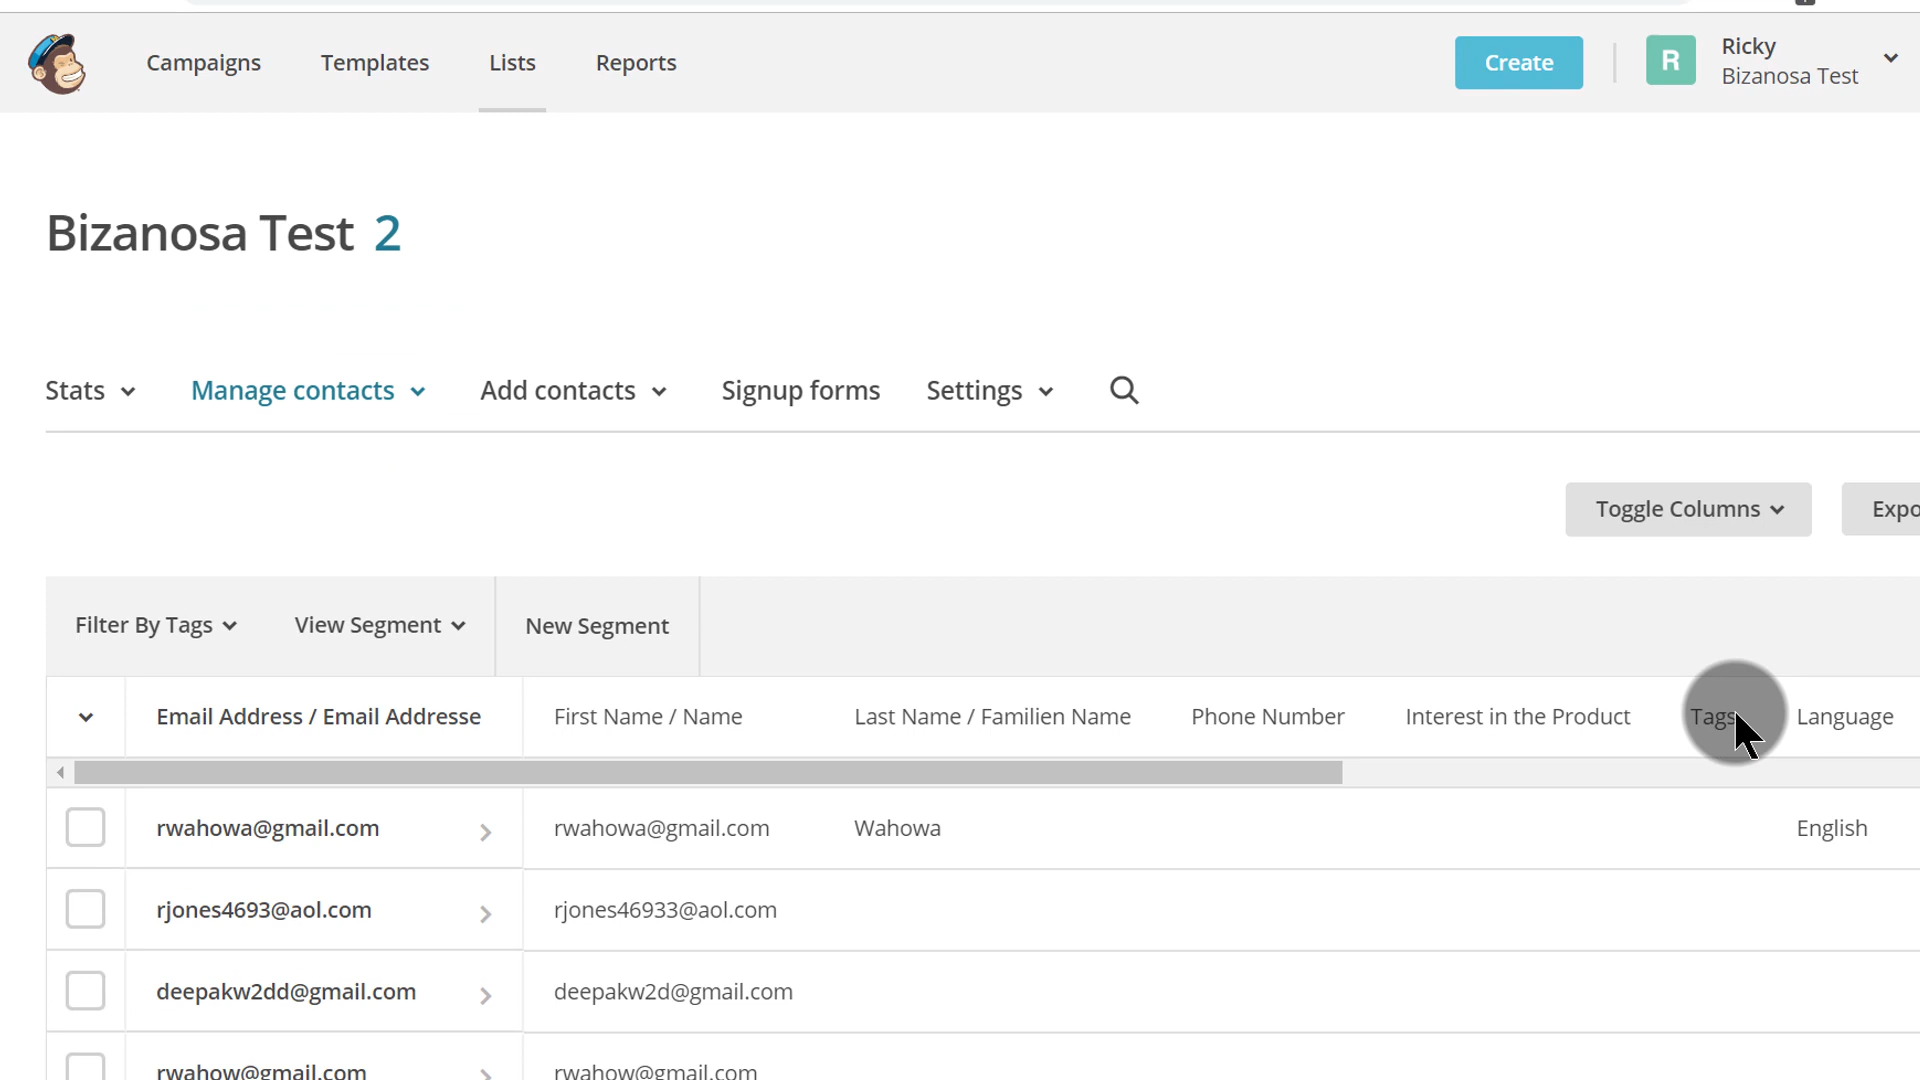 Campaigns Templates Lists Reports Create R Ricky
Bizanosa Test
Bizanosa Test 2
Stats Manage contacts Add contacts Signup forms Settings
Toggle Columns Expo
Filter By Tags View Segment New Segment
Email Address / Email Addresse First Name / Name Last Name / Familien Name Phone Number Interest in the Product Tags Language
rwahowa@gmail.com rwahowa@gmail.com Wahowa English
rjones4693@aol.com rjones46933@aol.com
deepakw2dd@gmail.com deepakw2d@gmail.com
rwahow@gmail.com rwahow@gmail.com